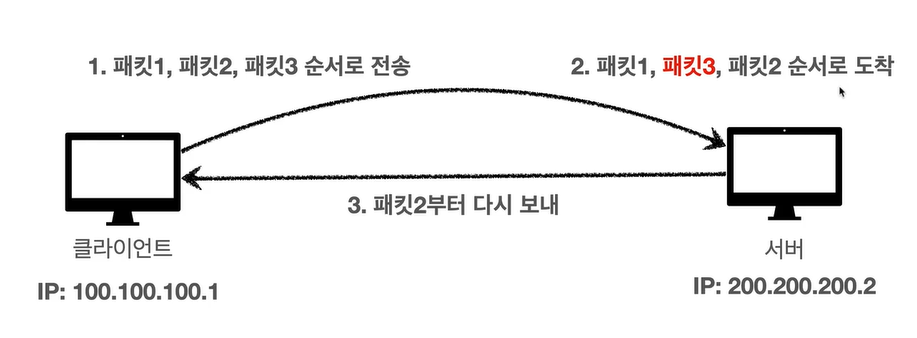 1. 패킷1, 패킷2, 패킷3 순서로 전송
2. 패킷1, 패킷3, 패킷2 순서로 도착
3. 패킷2부터 다시 보내
클라이언트
서버
IP: 100.100.100.1
IP: 200.200.200.2